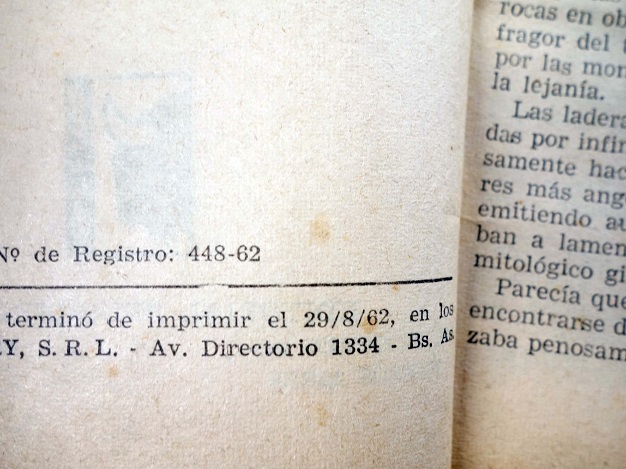 Nº de Registro: 448-62
terminó de imprimir el 29/8/62, en los
RY, S. R. L. - Av. Directorio 1334 - Bs. As.
rocas en ob
fragor del
por las mon
la lejanía.
Las ladera
das por infin
samente hac
res más ang
emitiendo au
ban a lamen
mitológico gi
Parecía que
encontrarse d
zaba penosam